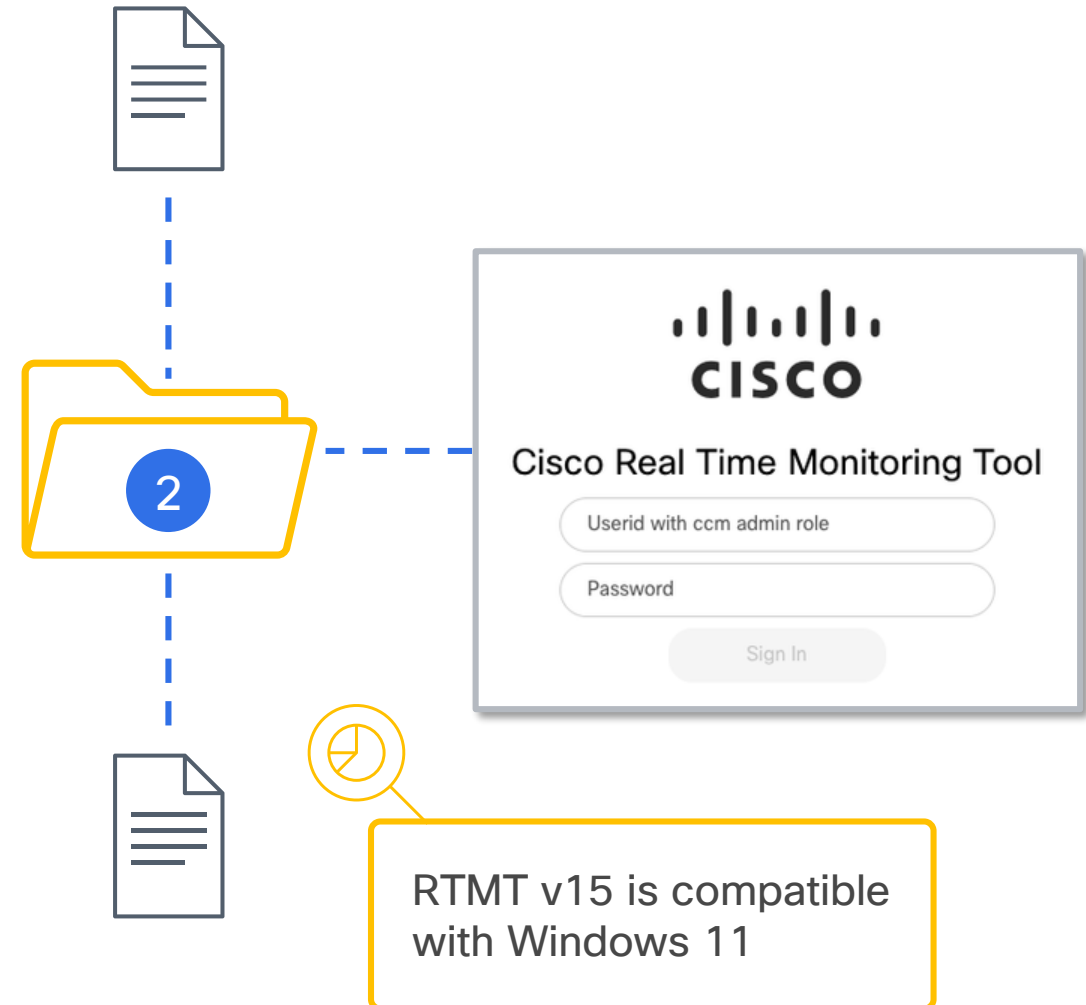 2
CISCO
Cisco Real Time Monitoring Tool
Userid with ccm admin role
Password
Sign In
RTMT v15 is compatible
with Windows 11